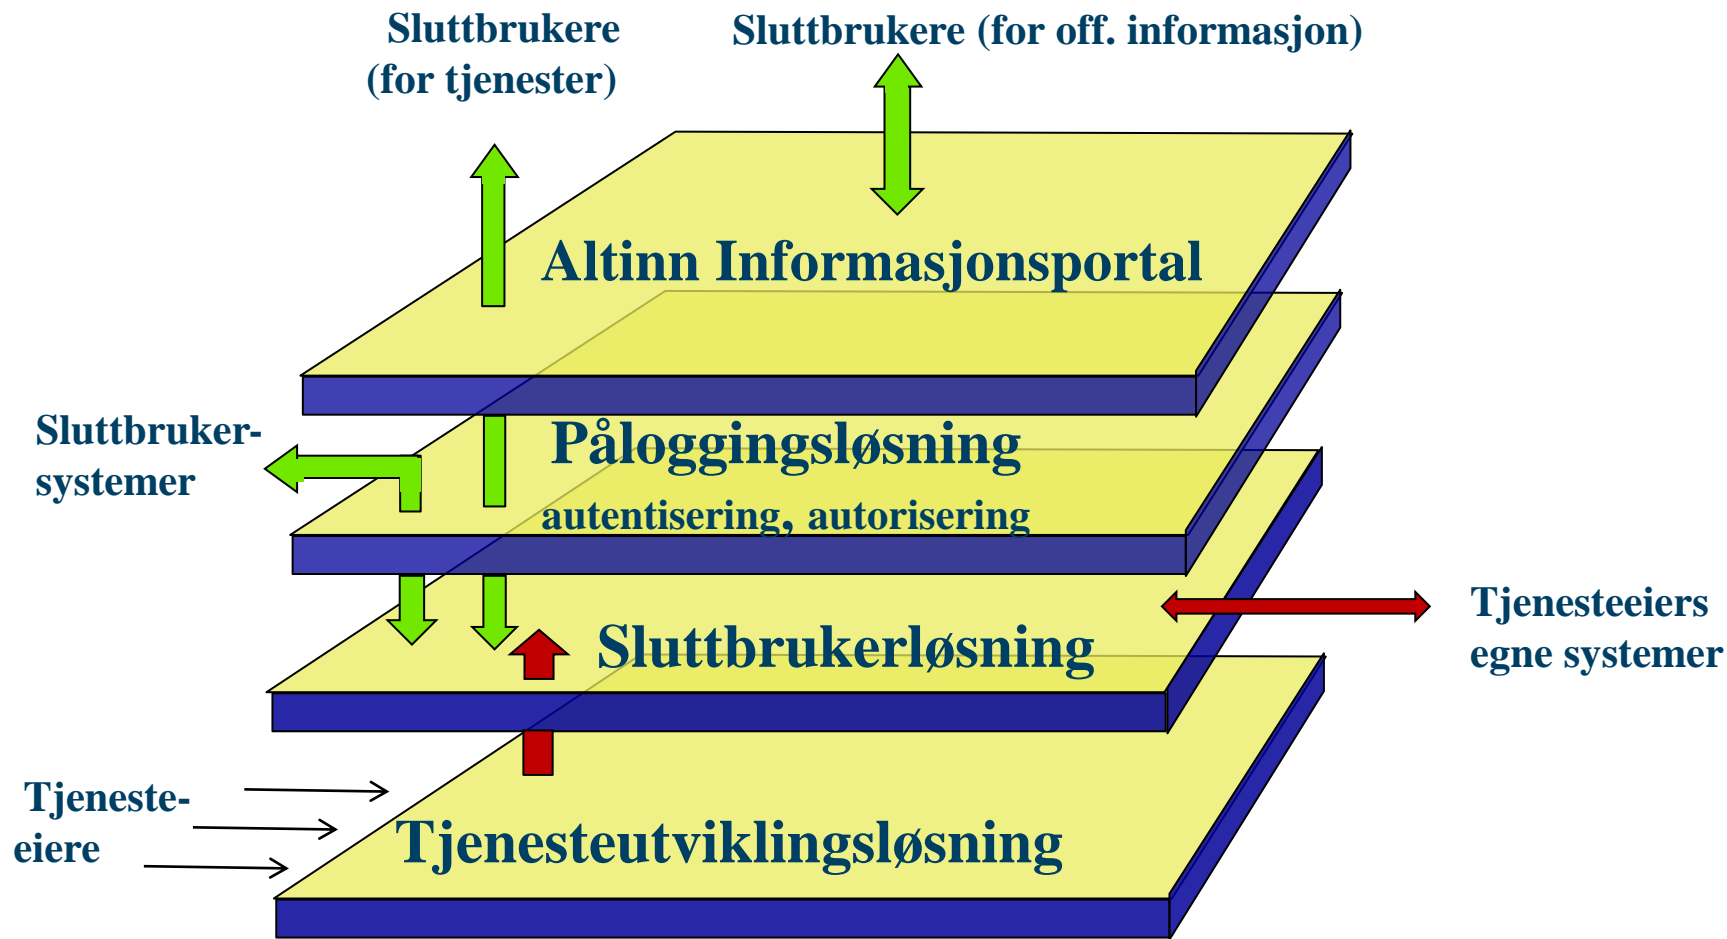 Sluttbrukere
(for tjenester)
Sluttbrukere (for off. informasjon)
Altinn Informasjonsportal
Sluttbruker-
systemer
Påloggingsløsning
autentisering, autorisering
Sluttbrukerløsning
Tjenesteeiers
egne systemer
Tjeneste-
eiere
Tjenesteutviklingsløsning